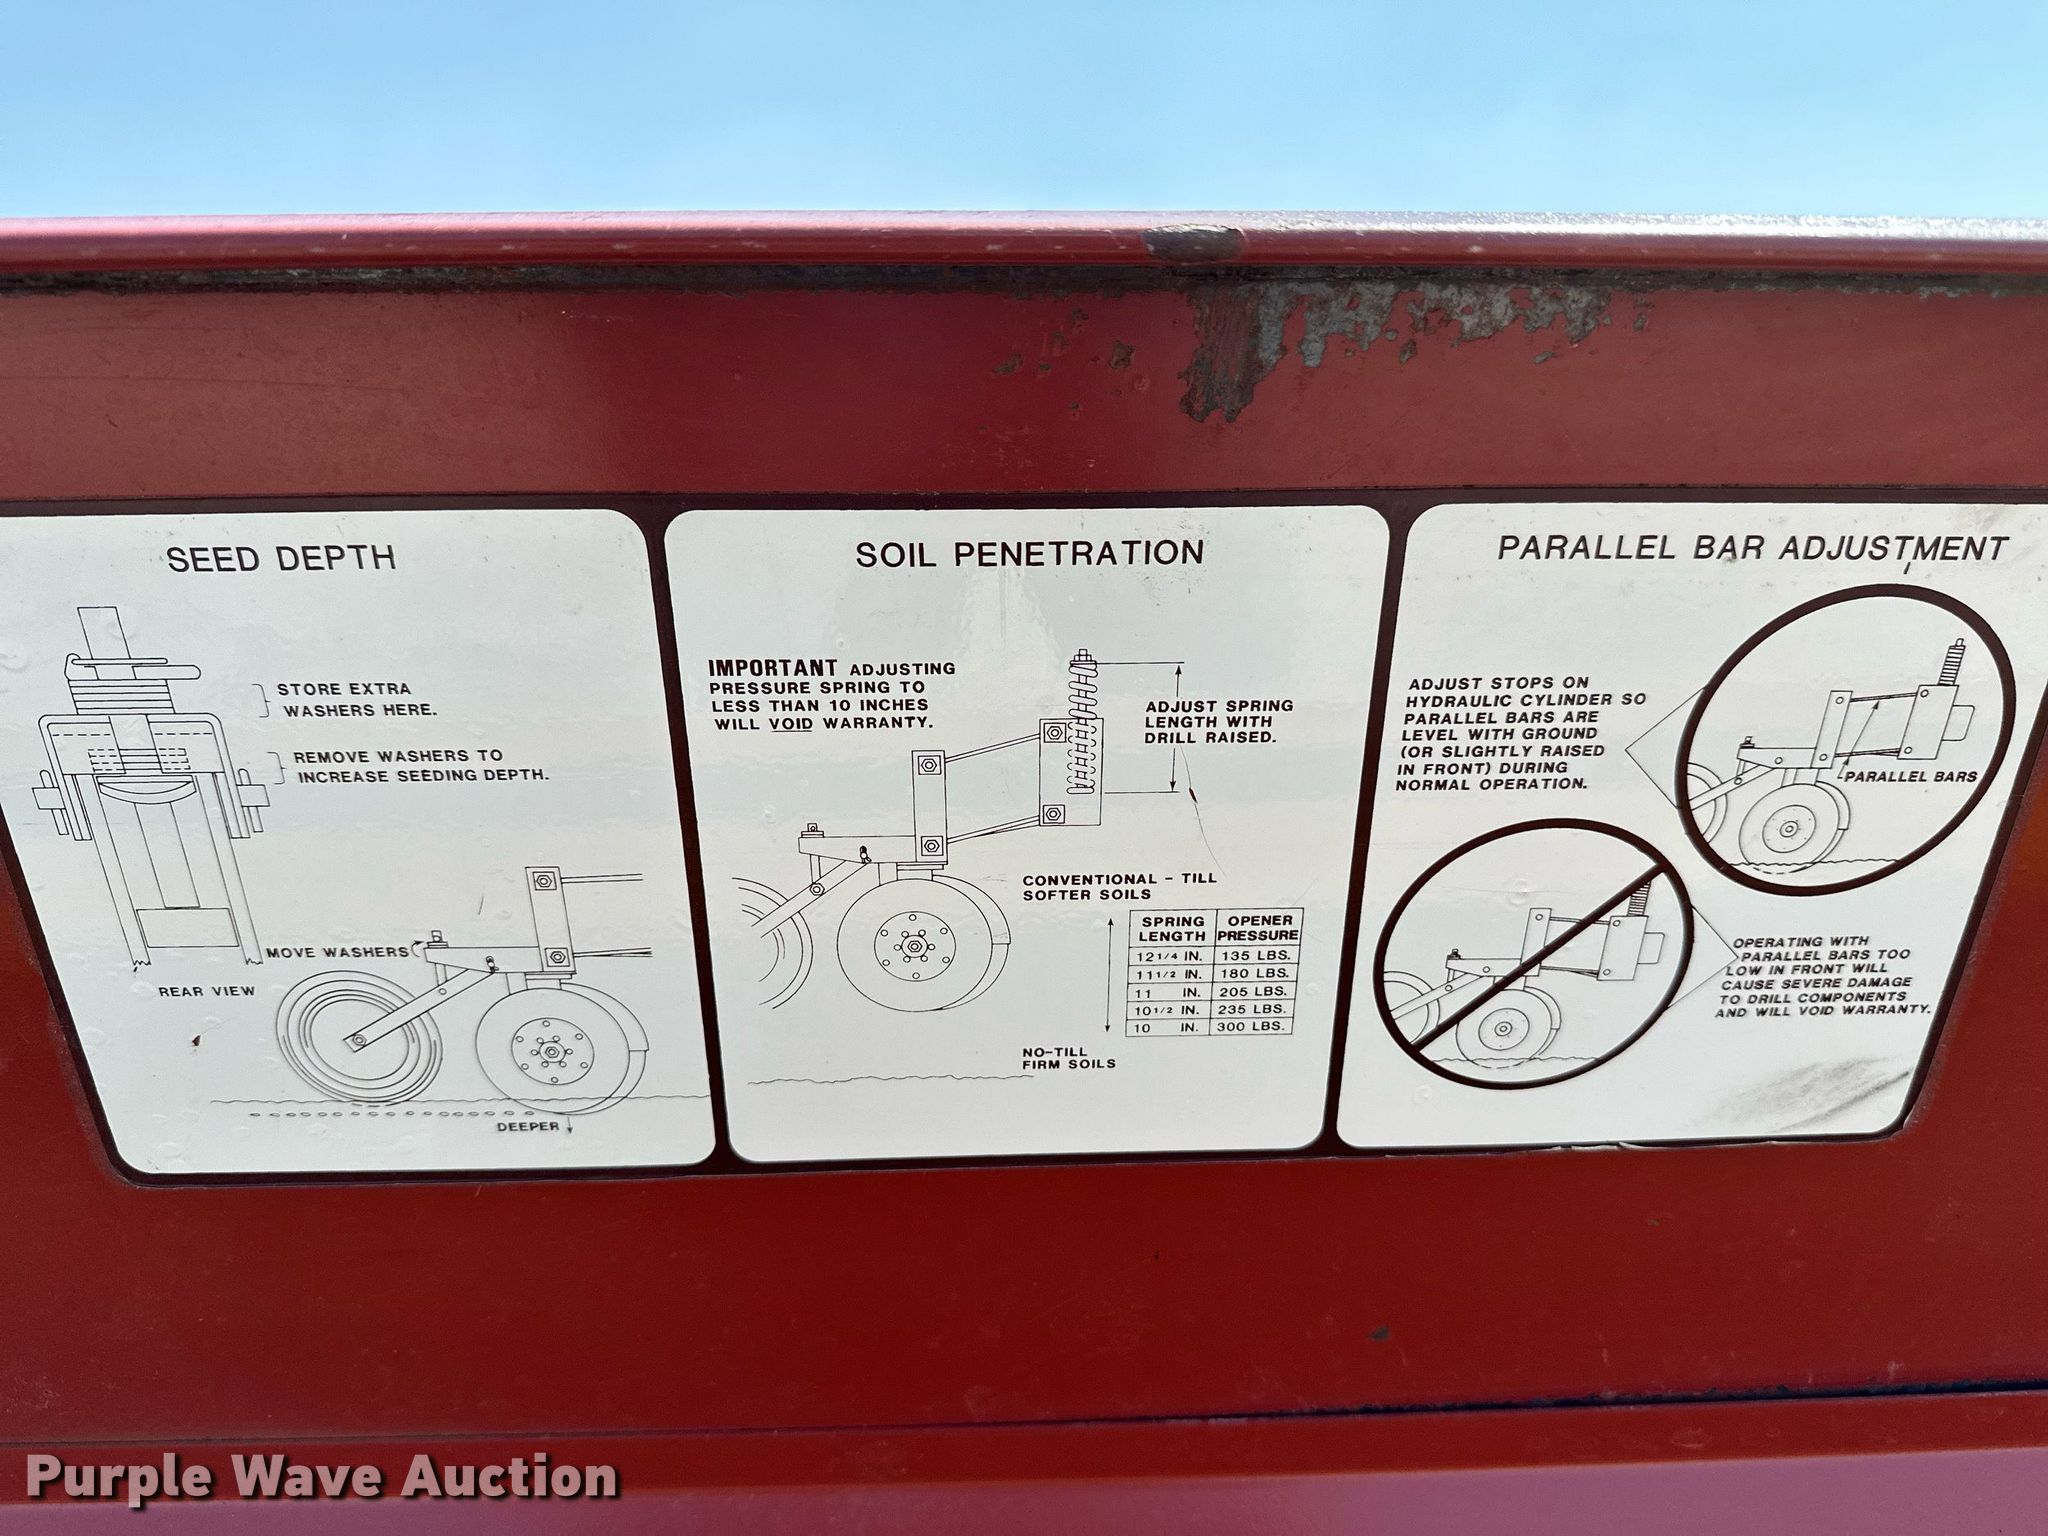 SEED DEPTH
STORE EXTRA
WASHERS HERE.
REMOVE WASHERS TO
INCREASE SEEDING DEPTH.
MOVE WASHERS
REAR VIEW
DEEPER
SOIL PENETRATION
IMPORTANT ADJUSTING
PRESSURE SPRING TO
LESS THAN 10 INCHES
WILL VOID WARRANTY.
ADJUST SPRING
LENGTH WITH
DRILL RAISED.
CONVENTIONAL - TILL
SOFTER SOILS
SPRING LENGTH OPENER PRESSURE
12 1/4 IN. 135 LBS.
11 1/2 IN. 180 LBS.
11 IN. 205 LBS.
10 1/2 IN. 235 LBS.
10 IN. 300 LBS.
NO-TILL
FIRM SOILS
PARALLEL BAR ADJUSTMENT
ADJUST STOPS ON
HYDRAULIC CYLINDER SO
PARALLEL BARS ARE
LEVEL WITH GROUND
(OR SLIGHTLY RAISED
IN FRONT) DURING
NORMAL OPERATION.
PARALLEL BARS
OPERATING WITH
PARALLEL BARS TOO
LOW IN FRONT WILL
CAUSE SEVERE DAMAGE
TO DRILL COMPONENTS
AND WILL VOID WARRANTY.
Purple Wave Auction